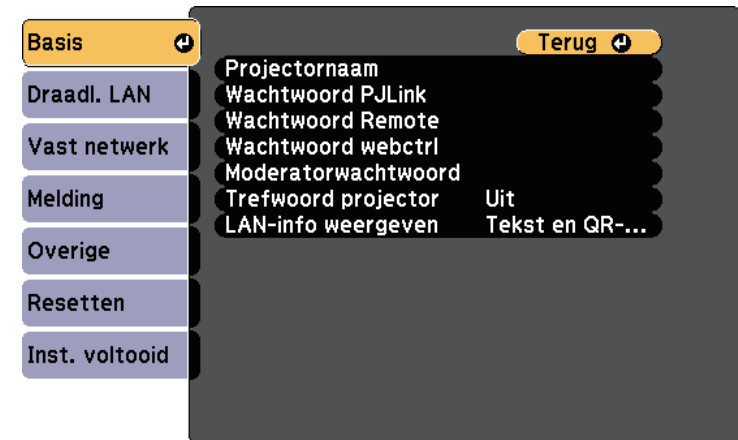 Basis
Draadl. LAN
Vast netwerk
Melding
Overige
Resetten
Inst. voltooid
Terug
Projectornaam
Wachtwoord PJLink
Wachtwoord Remote
Wachtwoord webctrl
Moderatorwachtwoord
Trefwoord projector Uit
LAN-info weergeven Tekst en QR-...